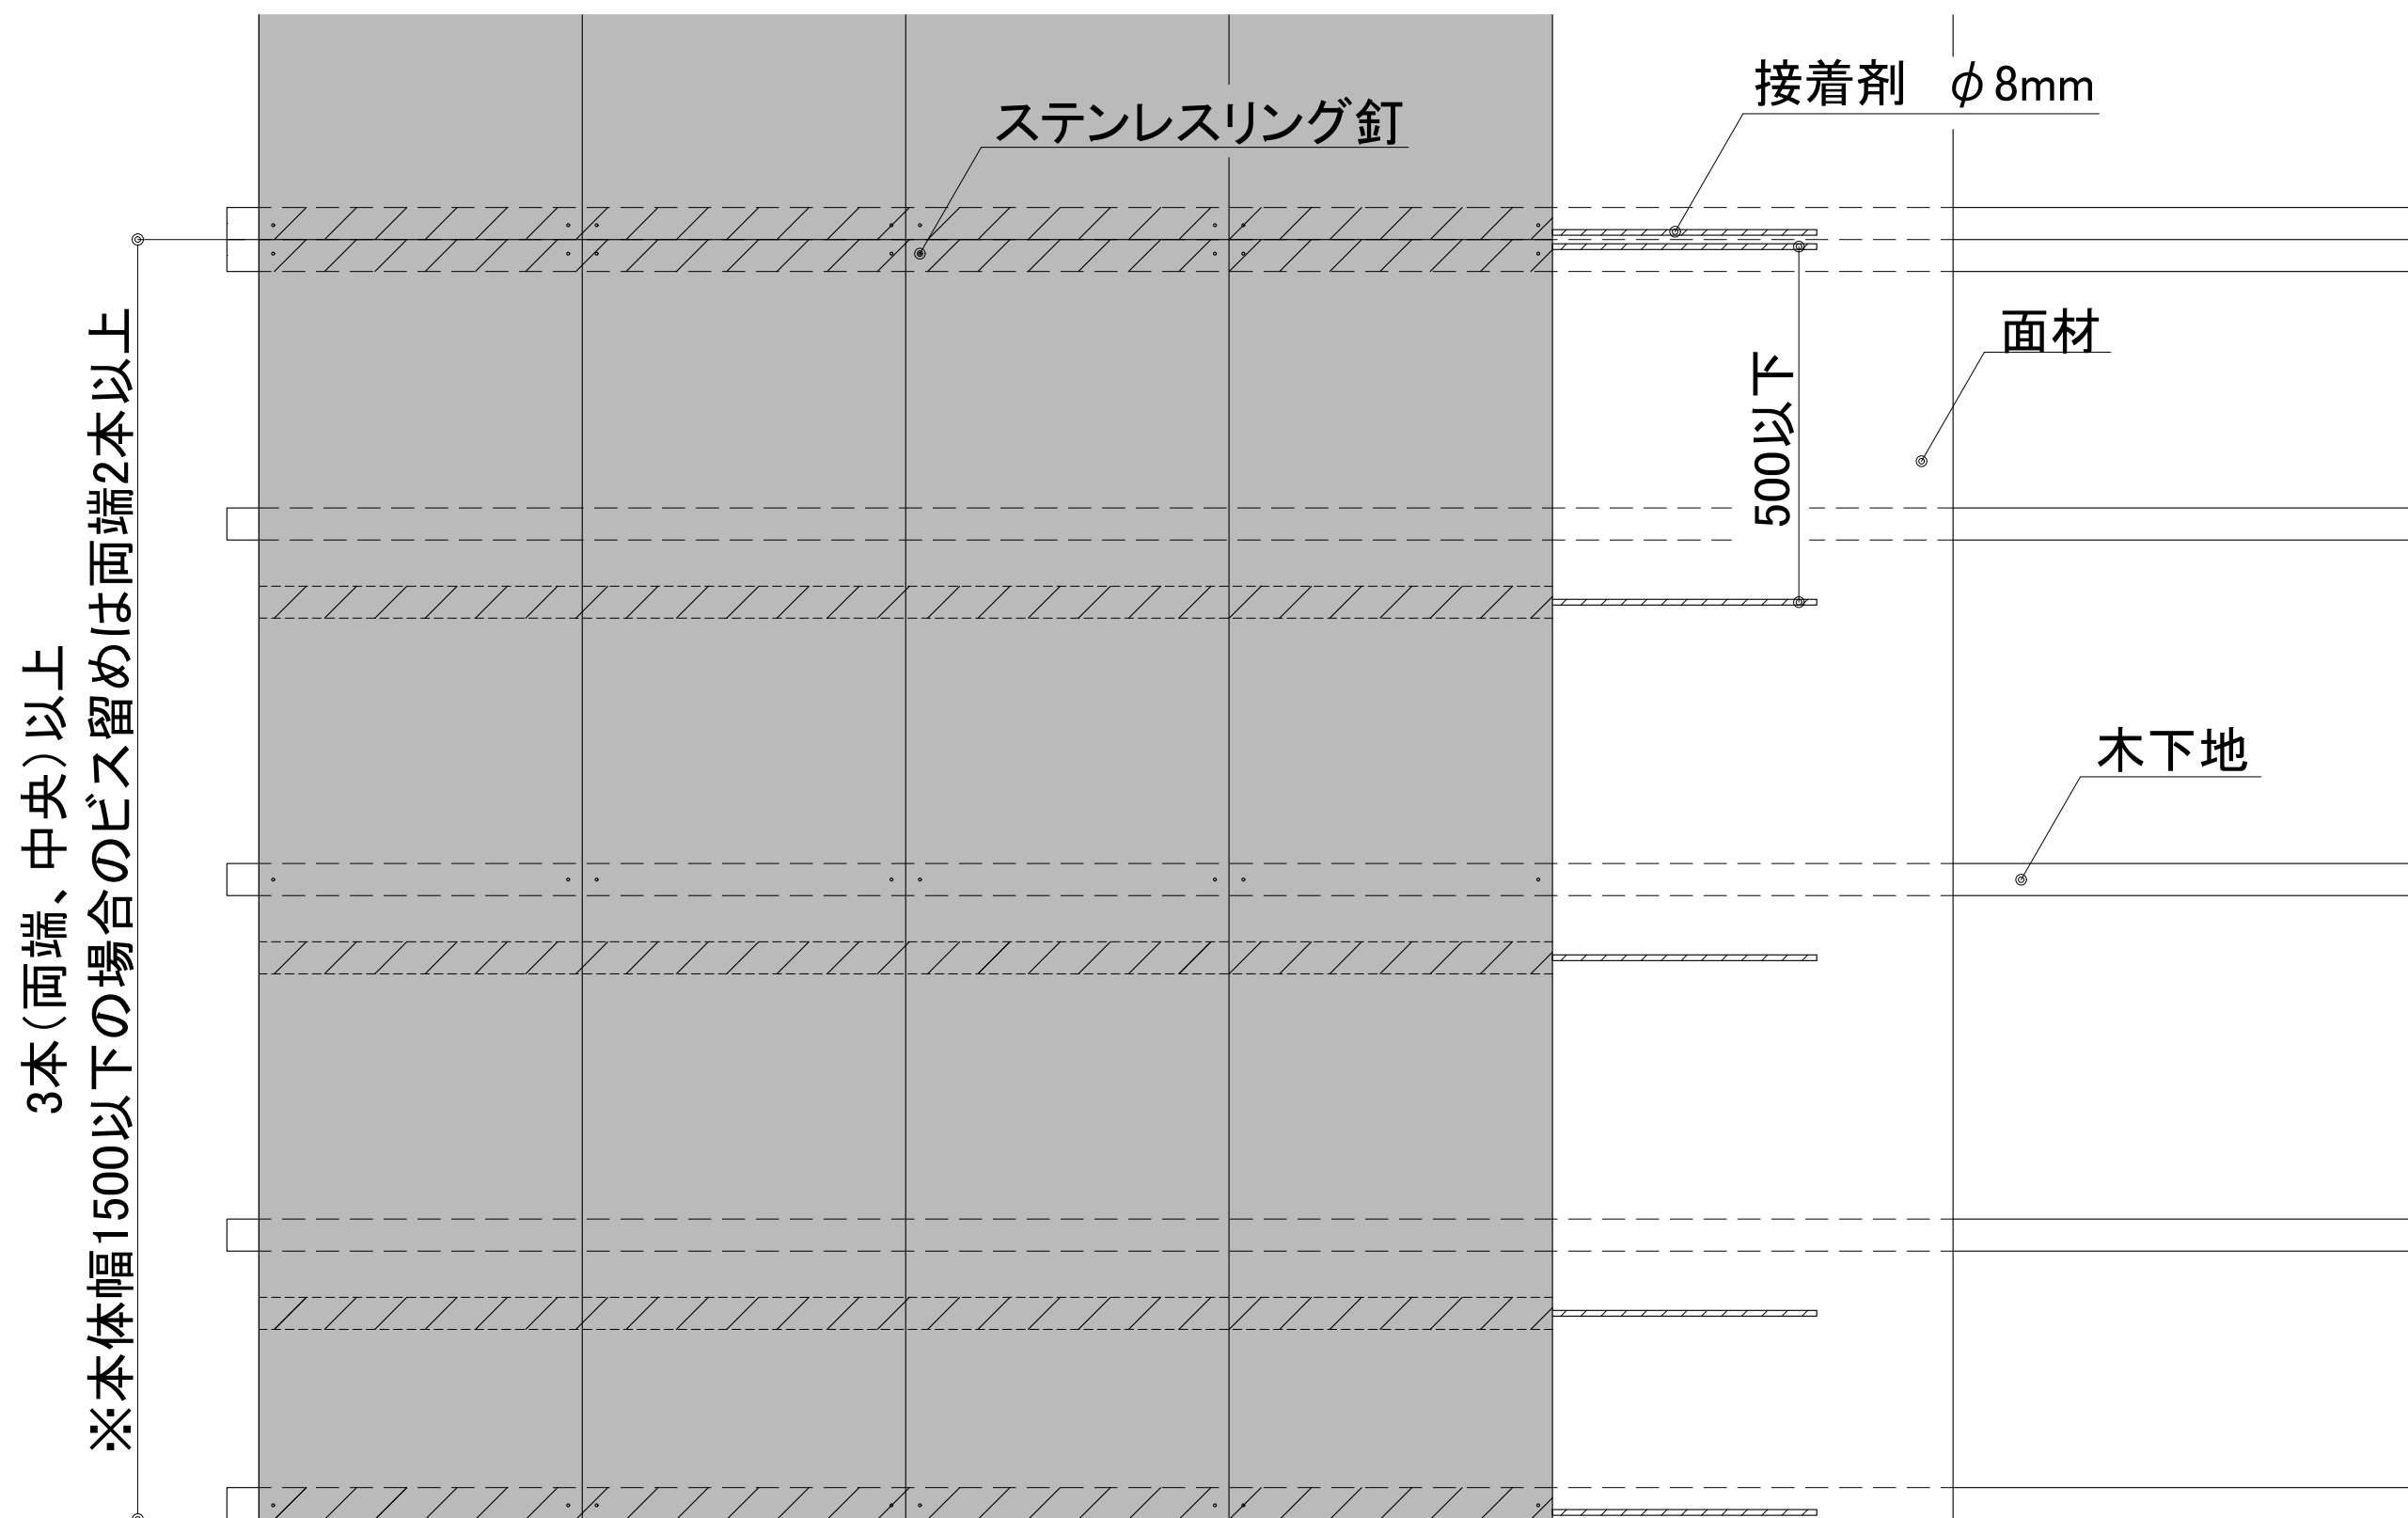 接着剤　φ8mm
ステンレスリング釘
面材
500以下
木下地
3本(両端、中央)以上
※本体幅1500以下の場合のビス留めは両端2本以上